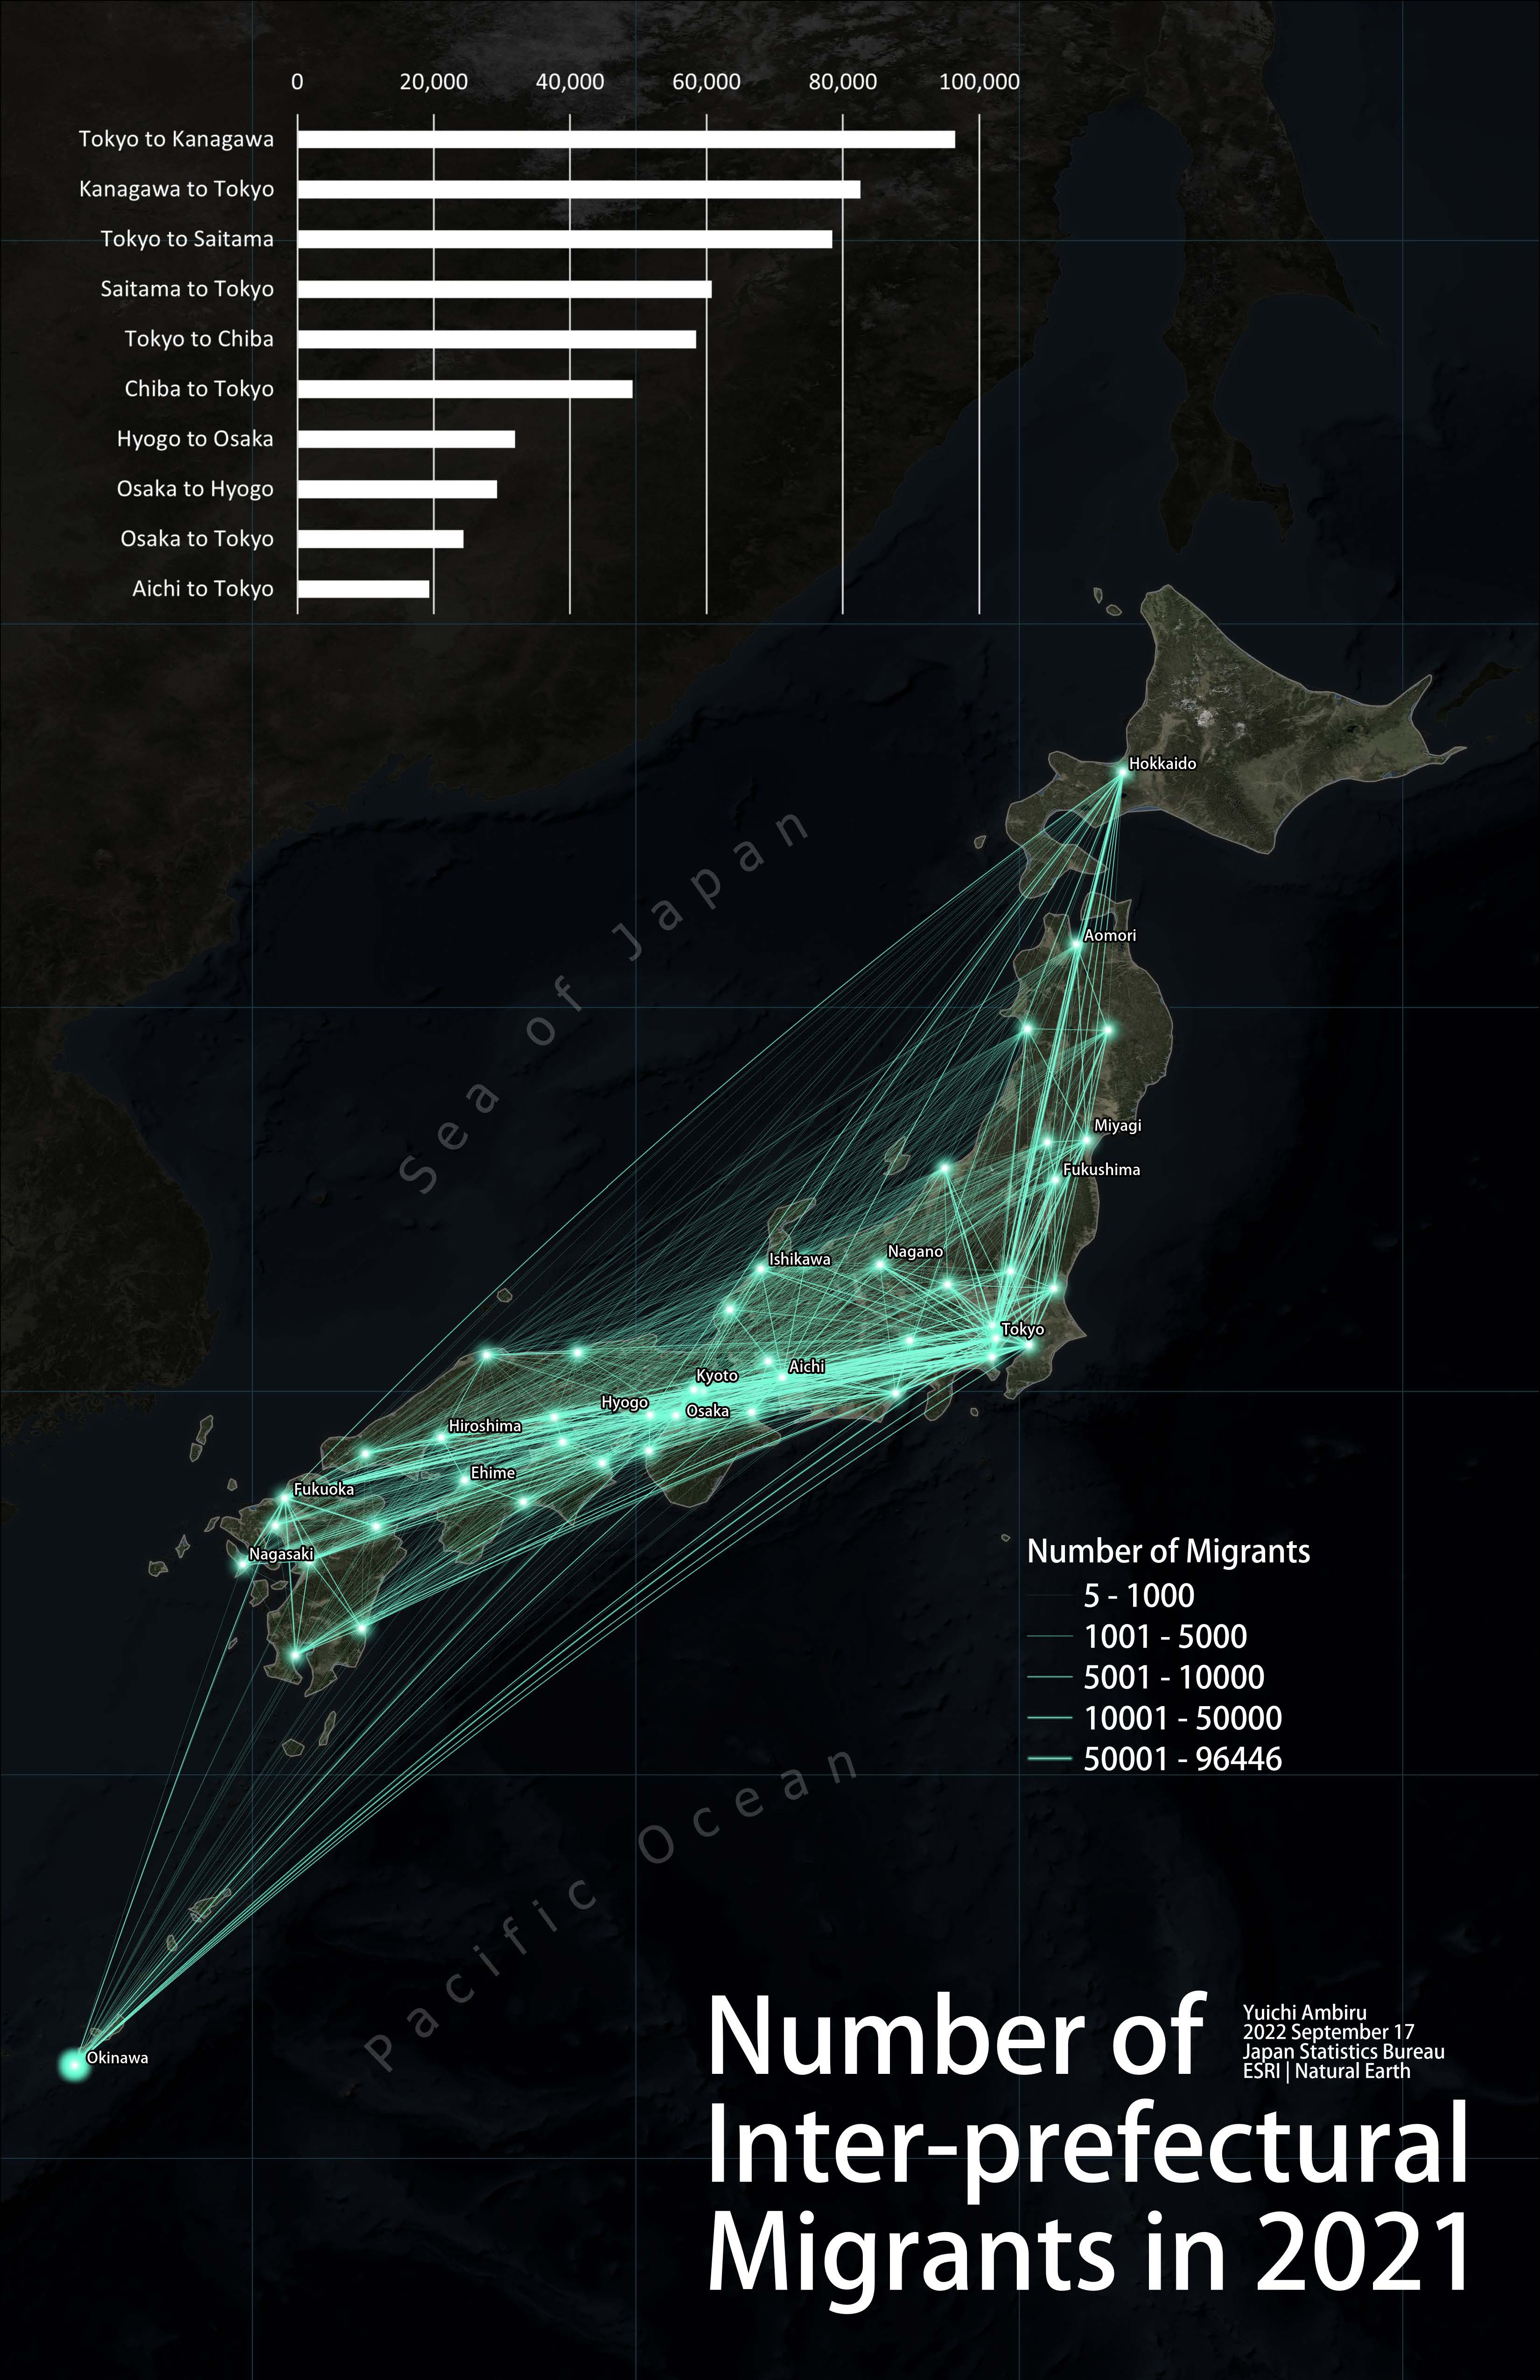 0 20,000 40,000 60,000 80,000 100,000
Tokyo to Kanagawa
Kanagawa to Tokyo
Tokyo to Saitama
Saitama to Tokyo
Tokyo to Chiba
Chiba to Tokyo
Hyogo to Osaka
Osaka to Hyogo
Osaka to Tokyo
Aichi to Tokyo
Hokkaido
Sea of Japan
Aomori
Miyagi
Fukushima
Nagano
Ishikawa
Tokyo
Aichi
Kyoto
Hyogo
Osaka
Hiroshima
Ehime
Fukuoka
Nagasaki
Number of Migrants
5 - 1000
1001 - 5000
5001 - 10000
10001 - 50000
50001 - 96446
Pacific Ocean
Okinawa
Number of
Inter-prefectural
Migrants in 2021
Yuichi Ambiru
2022 September 17
Japan Statistics Bureau
ESRI | Natural Earth